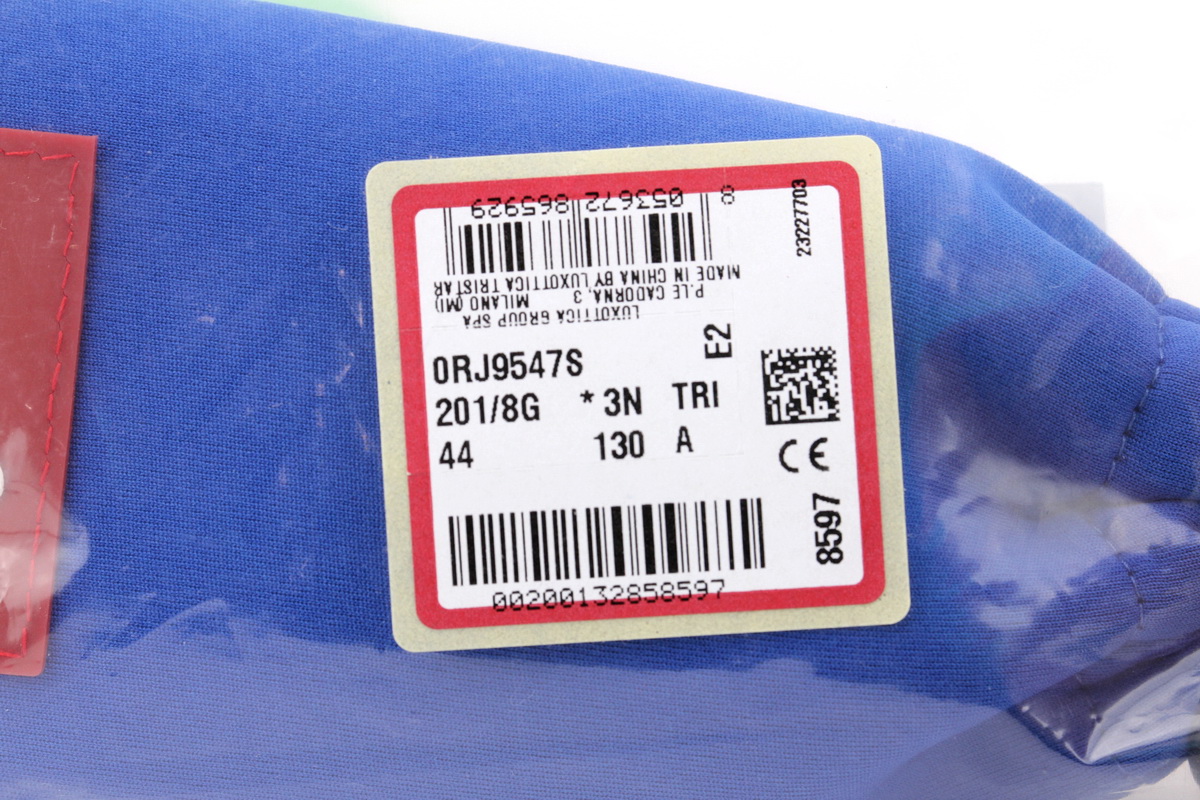 LUXOTTICA GROUP SPA
P.LE CADORNA, 3 MILANO (MI)
MADE IN CHINA BY LUXOTTICA TRISTAR
8 053672 865929
23227703
E2
0RJ9547S
201/8G * 3N TRI
44 130 A
CE
8597
00200132858597